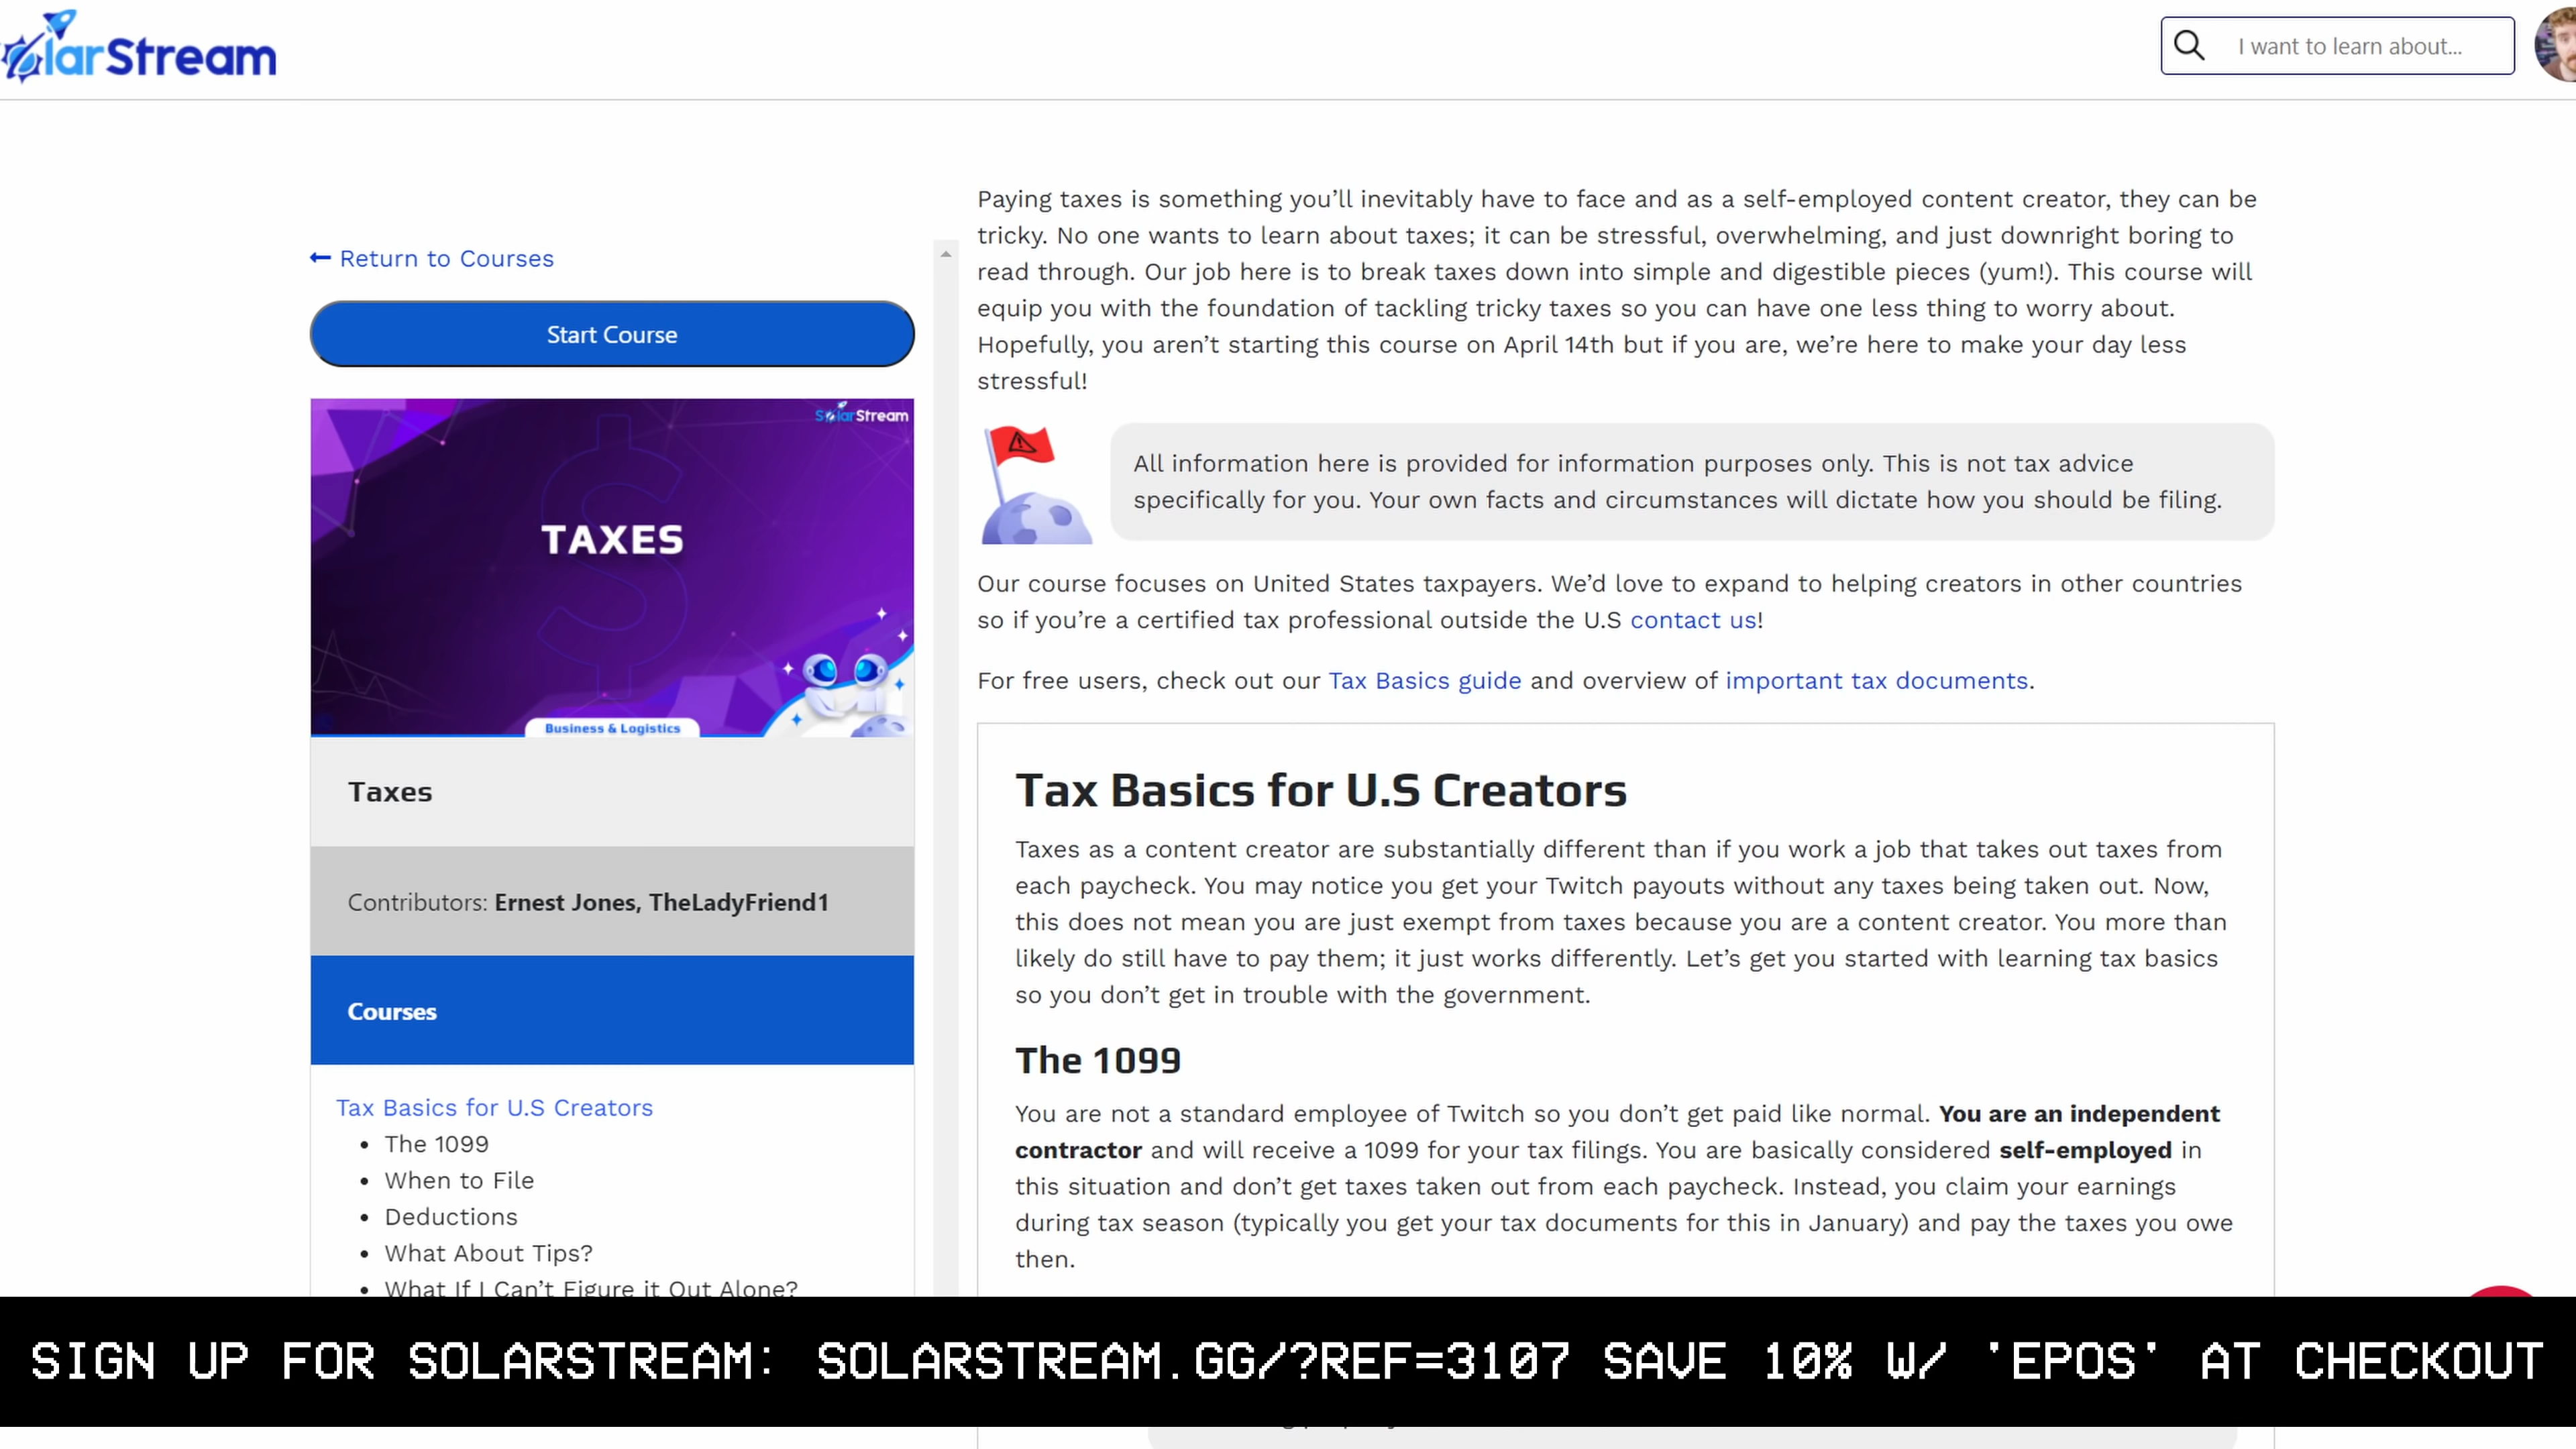 SolarStream
I want to learn about...
← Return to Courses
Start Course
SolarStream
TAXES
Business & Logistics
Taxes
Contributors: Ernest Jones, TheLadyFriend1
Courses
Tax Basics for U.S Creators
• The 1099
• When to File
• Deductions
• What About Tips?
• What If I Can't Figure it Out Alone?
Paying taxes is something you'll inevitably have to face and as a self-employed content creator, they can be
tricky. No one wants to learn about taxes; it can be stressful, overwhelming, and just downright boring to
read through. Our job here is to break taxes down into simple and digestible pieces (yum!). This course will
equip you with the foundation of tackling tricky taxes so you can have one less thing to worry about.
Hopefully, you aren't starting this course on April 14th but if you are, we're here to make your day less
stressful!
All information here is provided for information purposes only. This is not tax advice
specifically for you. Your own facts and circumstances will dictate how you should be filing.
Our course focuses on United States taxpayers. We'd love to expand to helping creators in other countries
so if you're a certified tax professional outside the U.S contact us!
For free users, check out our Tax Basics guide and overview of important tax documents.
Tax Basics for U.S Creators
Taxes as a content creator are substantially different than if you work a job that takes out taxes from
each paycheck. You may notice you get your Twitch payouts without any taxes being taken out. Now,
this does not mean you are just exempt from taxes because you are a content creator. You more than
likely do still have to pay them; it just works differently. Let's get you started with learning tax basics
so you don't get in trouble with the government.
The 1099
You are not a standard employee of Twitch so you don't get paid like normal. You are an independent
contractor and will receive a 1099 for your tax filings. You are basically considered self-employed in
this situation and don't get taxes taken out from each paycheck. Instead, you claim your earnings
during tax season (typically you get your tax documents for this in January) and pay the taxes you owe
then.
SIGN UP FOR SOLARSTREAM: SOLARSTREAM.GG/?REF=3107 SAVE 10% W/ 'EPOS' AT CHECKOUT